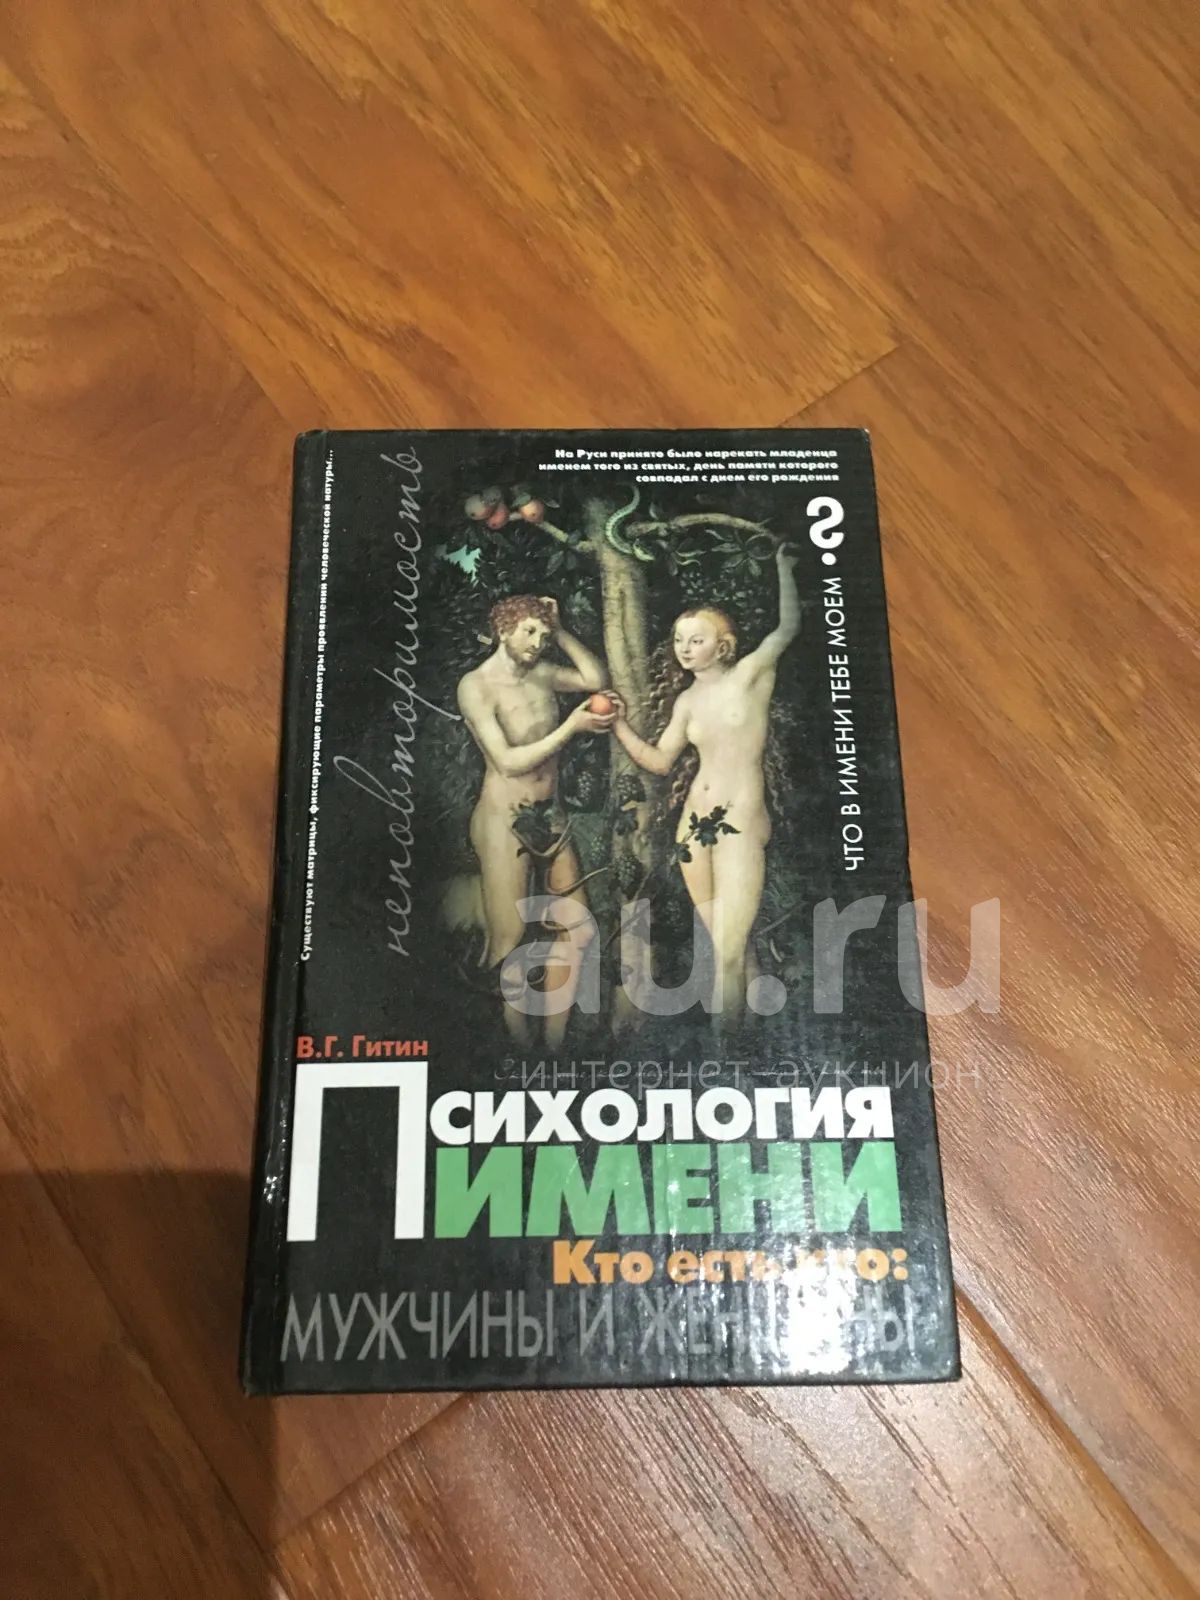 На Руси принято было нарекать младенца
именем того из святых, день памяти которого
совпадал с днем его рождения
Существуют матрицы, фиксирующие параметры проявлений человеческой натуры...
неповторимость
ЧТО В ИМЕНИ ТЕБЕ МОЕМ ?
au.ru
интернет аукцион
В.Г. Гитин
ПСИХОЛОГИЯ
ИМЕНИ
Кто есть кто:
МУЖЧИНЫ И ЖЕНЩИНЫ